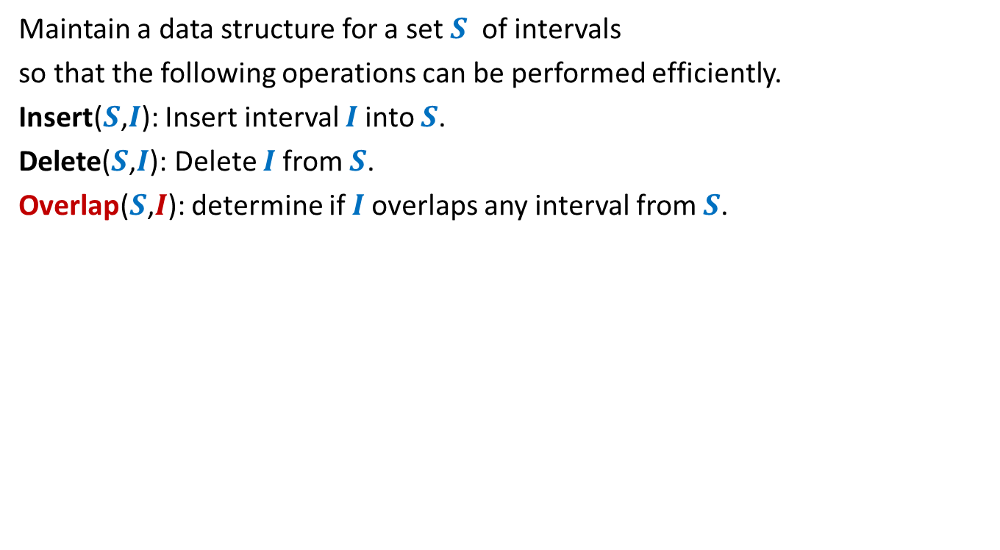 Maintain a data structure for a set S of intervals
so that the following operations can be performed efficiently.
Insert(S,I): Insert interval I into S.
Delete(S,I): Delete I from S.
Overlap(S,I): determine if I overlaps any interval from S.